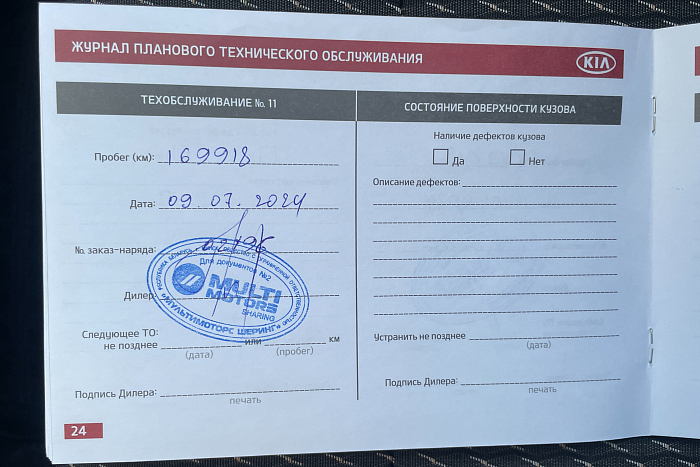 ЖУРНАЛ ПЛАНОВОГО ТЕХНИЧЕСКОГО ОБСЛУЖИВАНИЯ
KIA
ТЕХОБСЛУЖИВАНИЕ №. 11
Пробег (км): 169918
Дата: 09.07.2024
№. заказ-наряда:
Для документов №2
MULTI
MOTORS
SHARING
«МУЛЬТИМОТОРС ШЕРИНГ»
Дилер
Следующее ТО:
не позднее
или
км
(дата)
(пробег)
Подпись Дилера:
печать
24
СОСТОЯНИЕ ПОВЕРХНОСТИ КУЗОВА
Наличие дефектов кузова
Да Нет
Описание дефектов:
Устранить не позднее
(дата)
Подпись Дилера:
печать